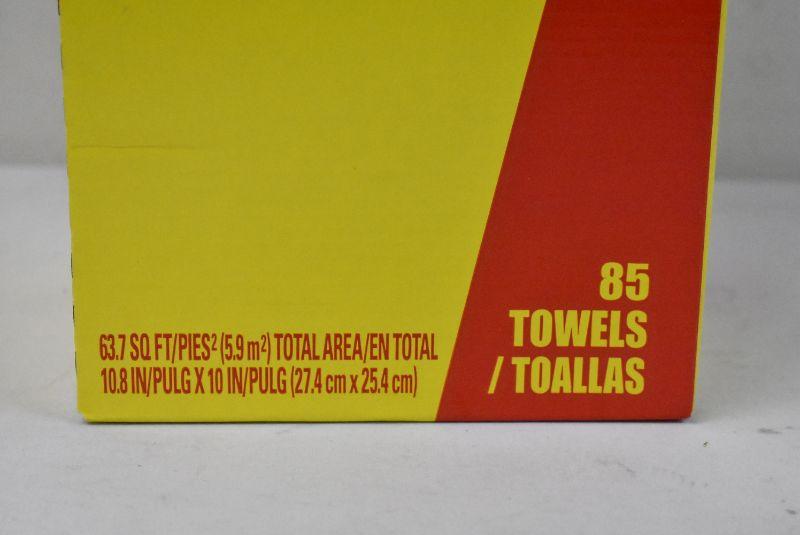 63.7 SQ FT/PIES² (5.9 m²) TOTAL AREA/EN TOTAL
10.8 IN/PULG X 10 IN/PULG (27.4 cm x 25.4 cm)
85
TOWELS
/ TOALLAS